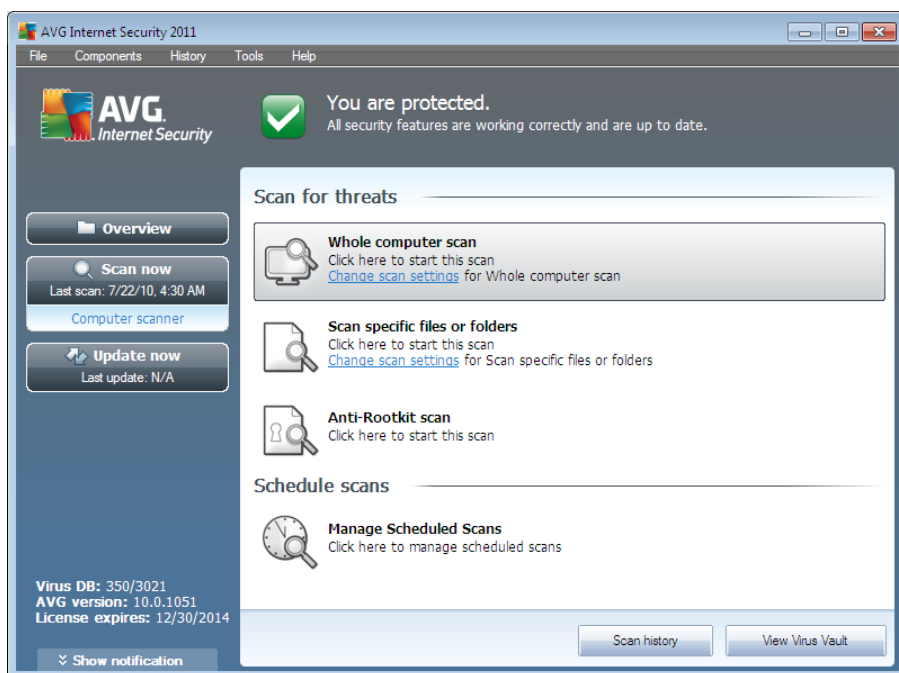 AVG Internet Security 2011
File Components History Tools Help
AVG.
Internet Security
You are protected.
All security features are working correctly and are up to date.
Overview
Scan now
Last scan: 7/22/10, 4:30 AM
Computer scanner
Update now
Last update: N/A
Scan for threats
Whole computer scan
Click here to start this scan
Change scan settings for Whole computer scan
Scan specific files or folders
Click here to start this scan
Change scan settings for Scan specific files or folders
Anti-Rootkit scan
Click here to start this scan
Schedule scans
Manage Scheduled Scans
Click here to manage scheduled scans
Virus DB: 350/3021
AVG version: 10.0.1051
License expires: 12/30/2014
Show notification
Scan history
View Virus Vault